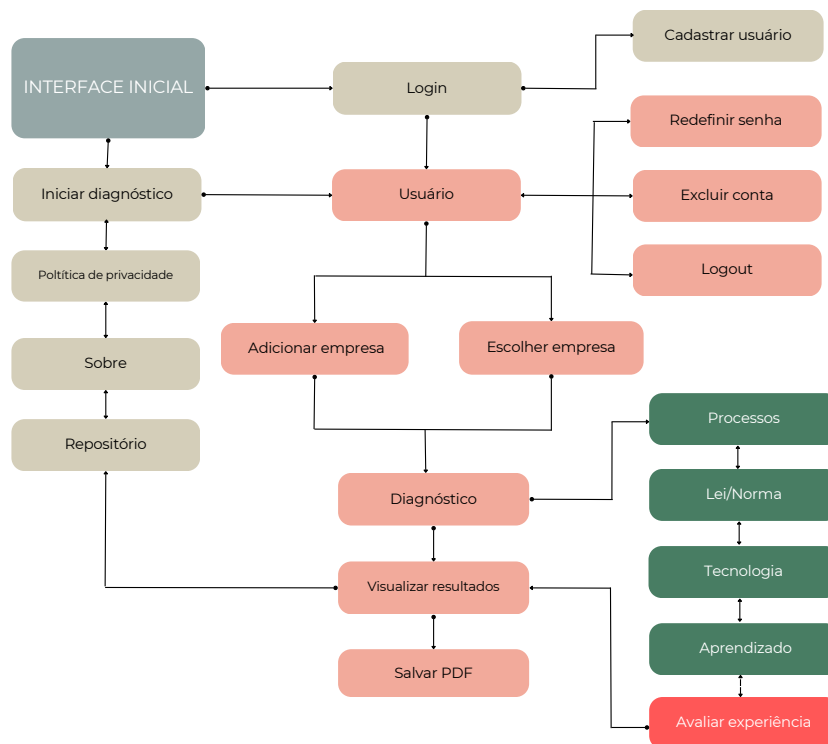 Cadastrar usuário
INTERFACE INICIAL
Login
Redefinir senha
Iniciar diagnóstico
Usuário
Excluir conta
Poltítica de privacidade
Logout
Adicionar empresa
Escolher empresa
Sobre
Processos
Repositório
Diagnóstico
Lei/Norma
Visualizar resultados
Tecnologia
Salvar PDF
Aprendizado
Avaliar experiência